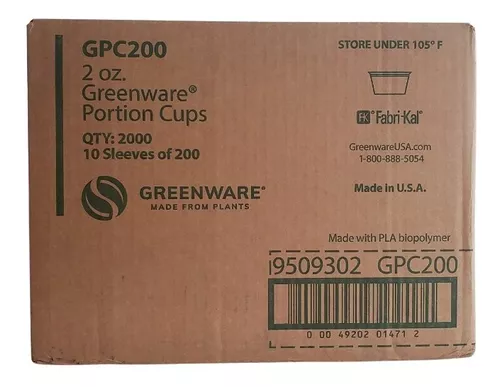 GPC200
2 oz.
Greenware®
Portion Cups
QTY: 2000
10 Sleeves of 200
GREENWARE®
MADE FROM PLANTS
STORE UNDER 105° F
FK® Fabri-Kal®
GreenwareUSA.com
1-800-888-5054
Made in U.S.A.
Made with PLA biopolymer
9509302 GPC200
0 00 49202 01471 2